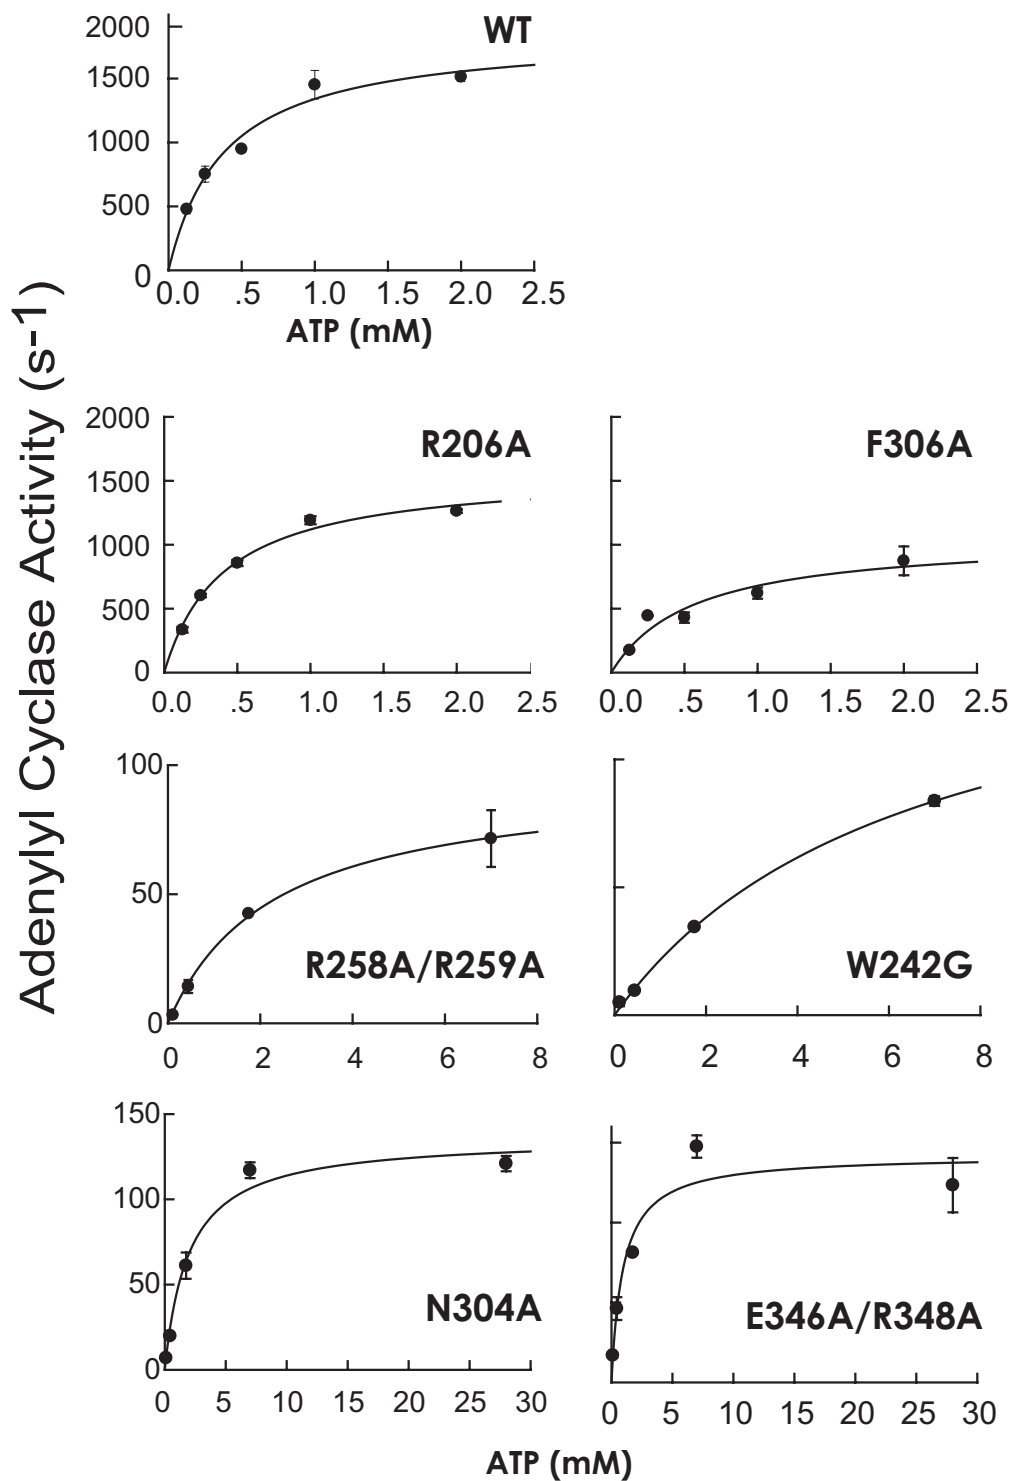 WT
2000
1500
1000
500
0
0.0 .5 1.0 1.5 2.0 2.5
ATP (mM)
Adenylyl Cyclase Activity (s-1)
R206A
2000
1500
1000
500
0
0.0 .5 1.0 1.5 2.0 2.5
F306A
0.0 .5 1.0 1.5 2.0 2.5
R258A/R259A
100
50
0
0 2 4 6 8
W242G
0 2 4 6 8
N304A
150
100
50
0
0 5 10 15 20 25 30
E346A/R348A
0 5 10 15 20 25 30
ATP (mM)